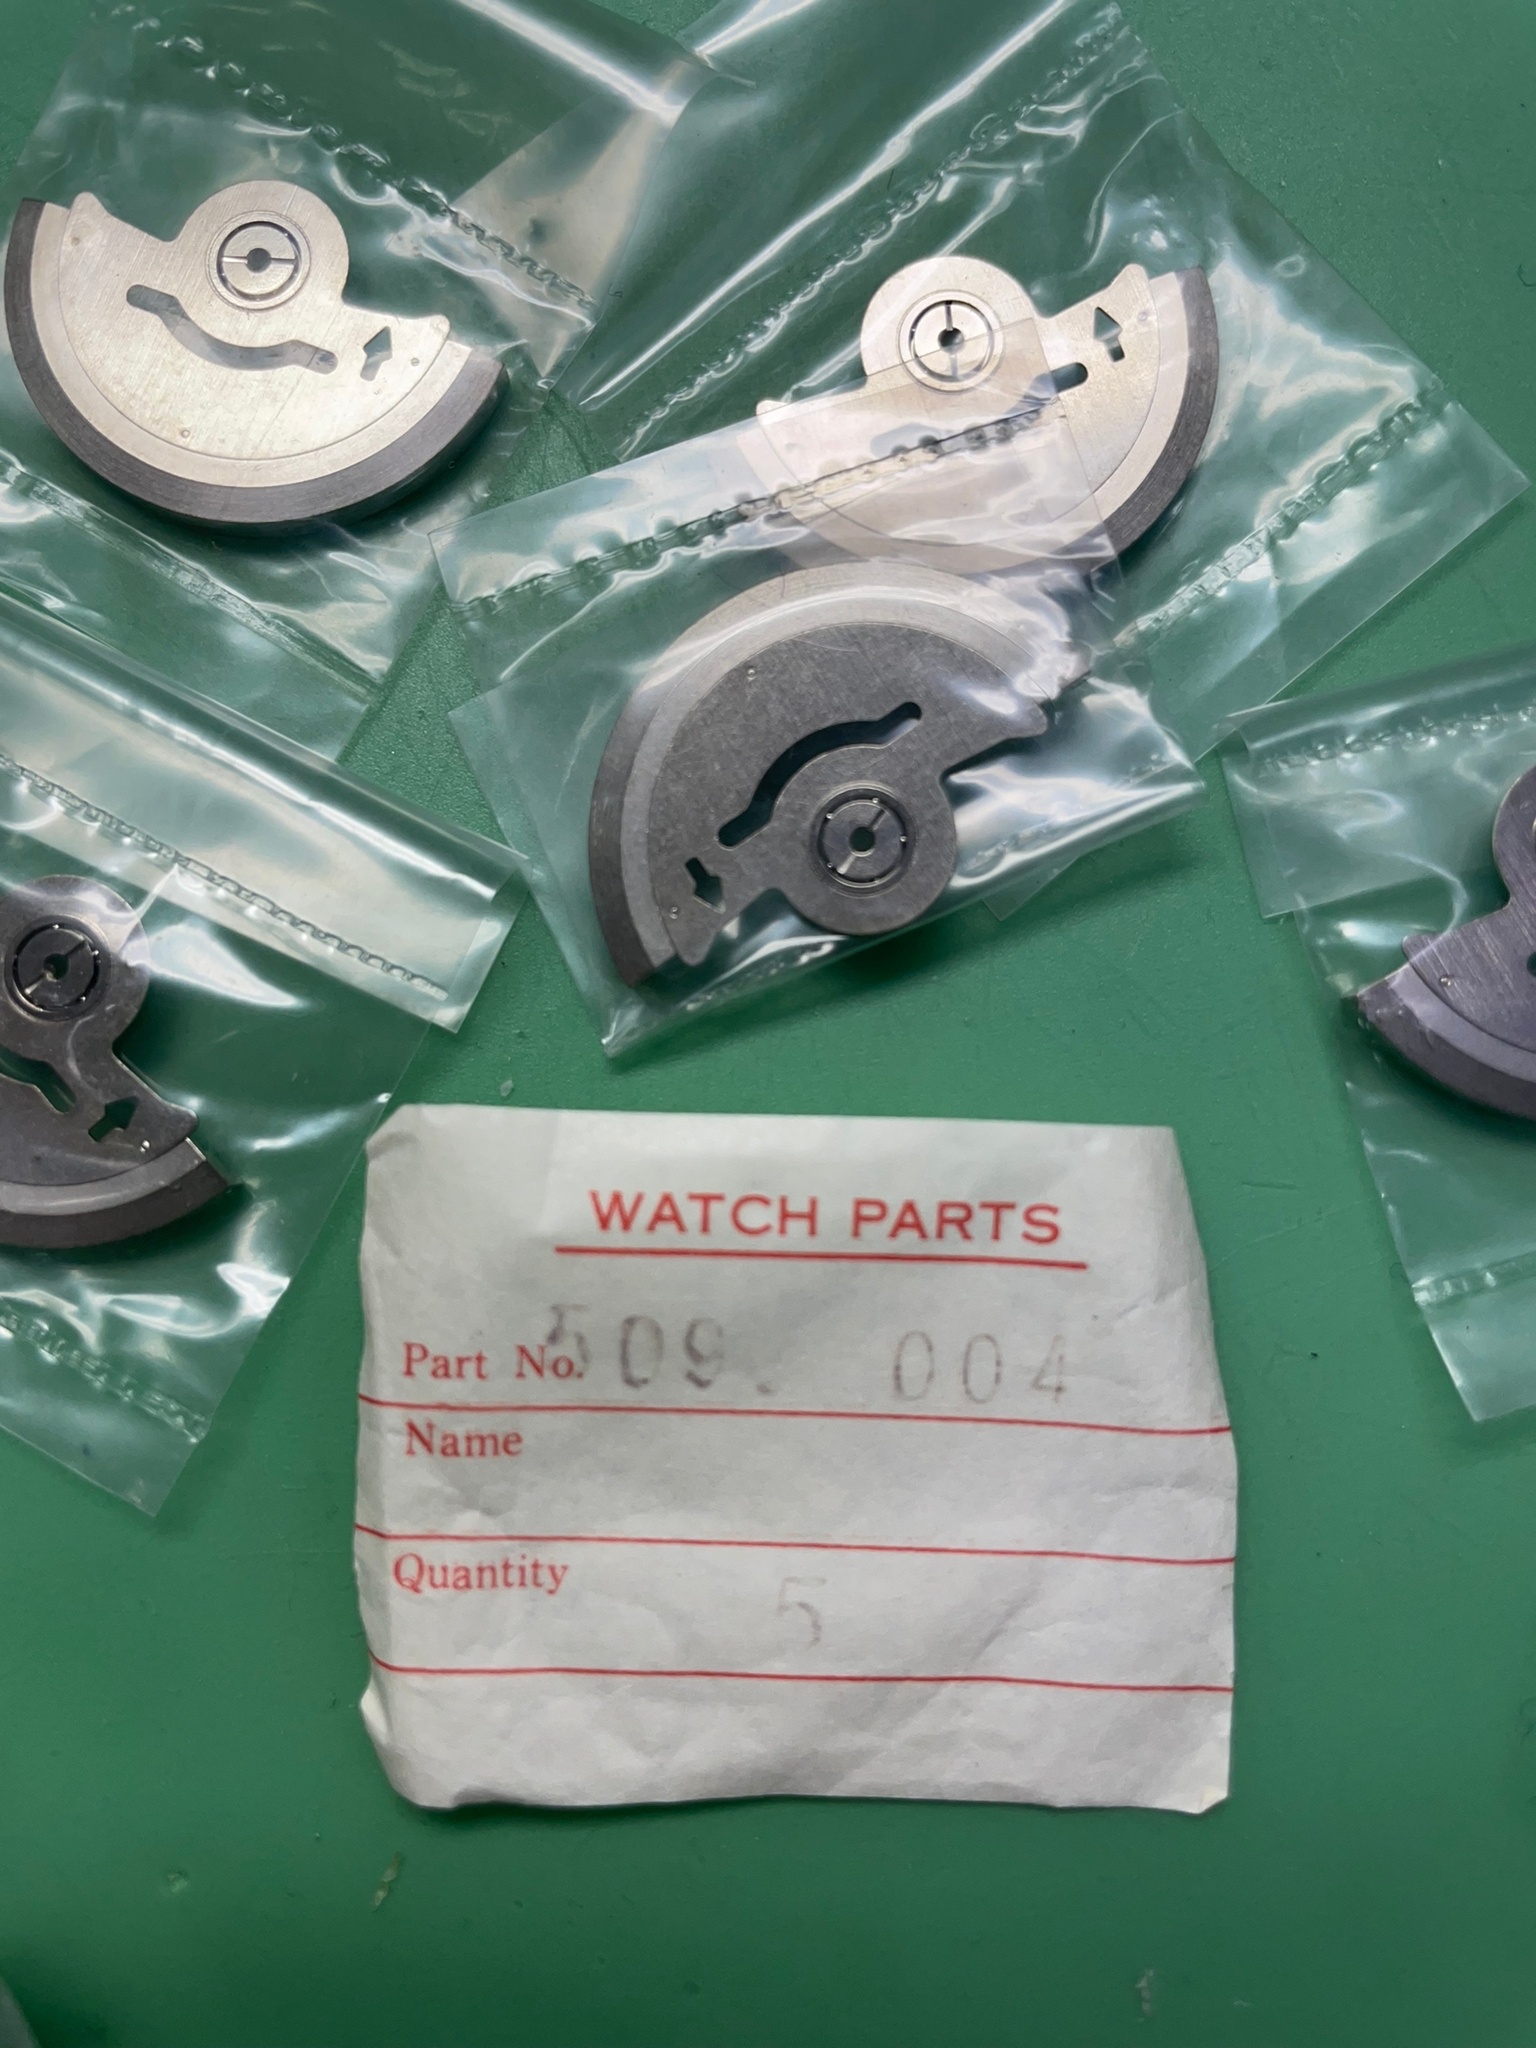 WATCH PARTS
Part No. 509. 004
Name
Quantity 5